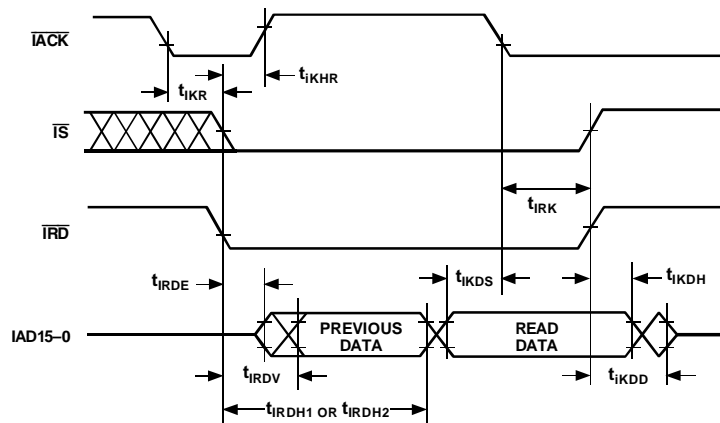 IACK
tIKR
tiKHR
IS
tIRK
IRD
tIRDE
tIKDS
tIKDH
IAD15–0
PREVIOUS
DATA
READ
DATA
tIRDV
tiKDD
tIRDH1 OR tIRDH2